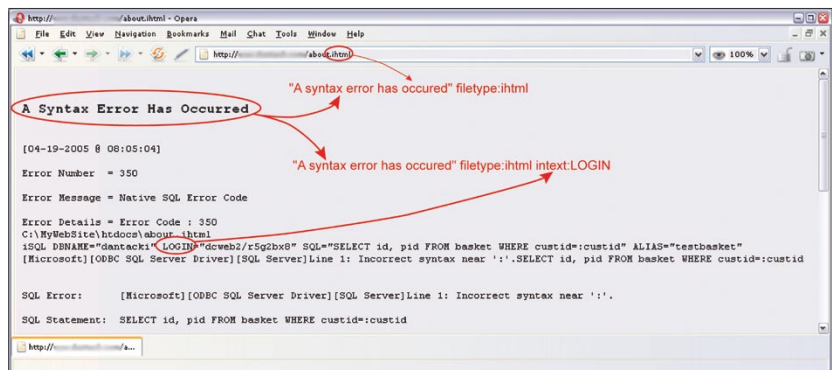 http:// /about.ihtml - Opera
File Edit View Navigation Bookmarks Mail Chat Tools Window Help
http:// /about.ihtml
100%
"A syntax error has occured" filetype:ihtml
A Syntax Error Has Occurred
[04-19-2005 @ 08:05:04]
"A syntax error has occured" filetype:ihtml intext:LOGIN
Error Number = 350
Error Message = Native SQL Error Code
Error Details = Error Code : 350
C:\MyWebSite\htdocs\about.ihtml
iSQL DBNAME="dantacki" LOGIN="dcweb2/r5g2bx8" SQL="SELECT id, pid FROM basket WHERE custid=:custid" ALIAS="testbasket"
[Microsoft][ODBC SQL Server Driver][SQL Server]Line 1: Incorrect syntax near ':'.SELECT id, pid FROM basket WHERE custid=:custid
SQL Error: [Microsoft][ODBC SQL Server Driver][SQL Server]Line 1: Incorrect syntax near ':'.
SQL Statement: SELECT id, pid FROM basket WHERE custid=:custid
http:// /a...